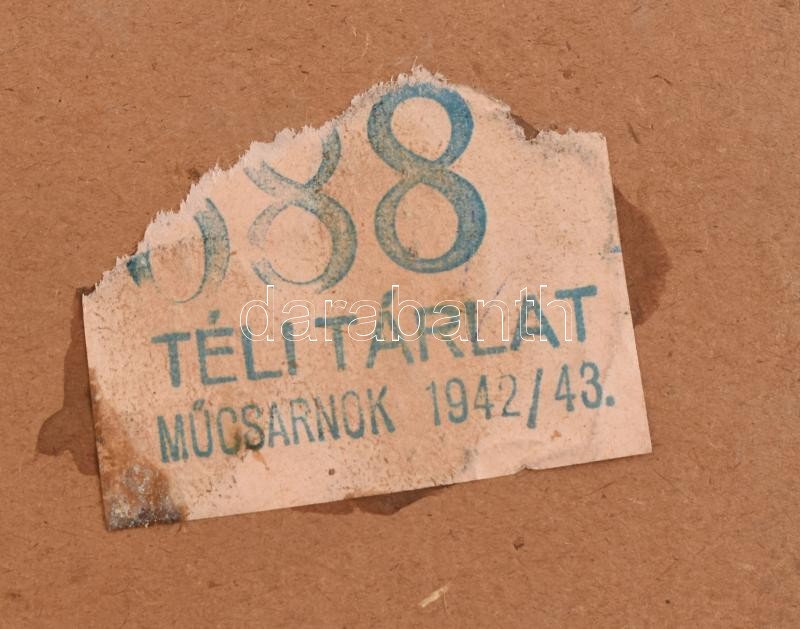 88
TÉLI TÁRLAT
MŰCSARNOK 1942/43.
darabanth